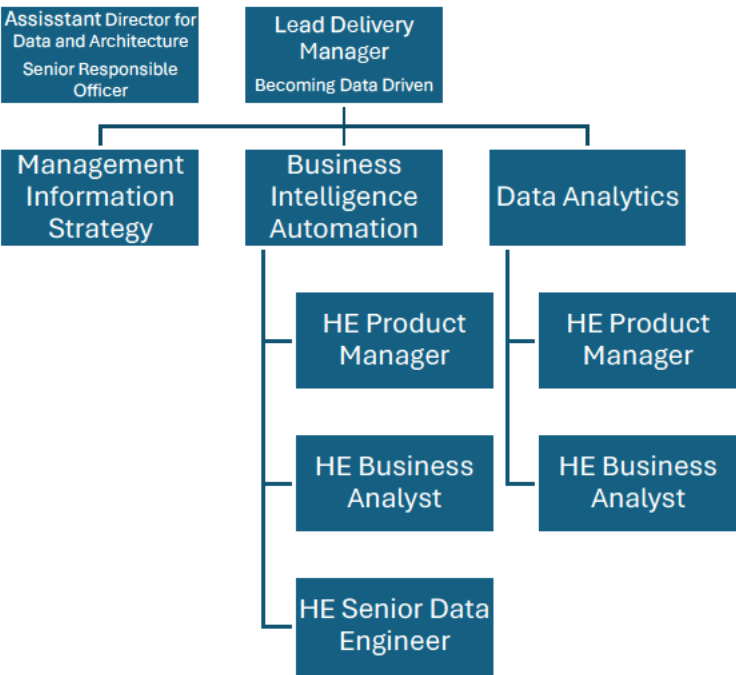 Assisstant Director for
Data and Architecture
Senior Responsible
Officer
Lead Delivery
Manager
Becoming Data Driven
Management
Information
Strategy
Business
Intelligence
Automation
Data Analytics
HE Product
Manager
HE Business
Analyst
HE Senior Data
Engineer
HE Product
Manager
HE Business
Analyst